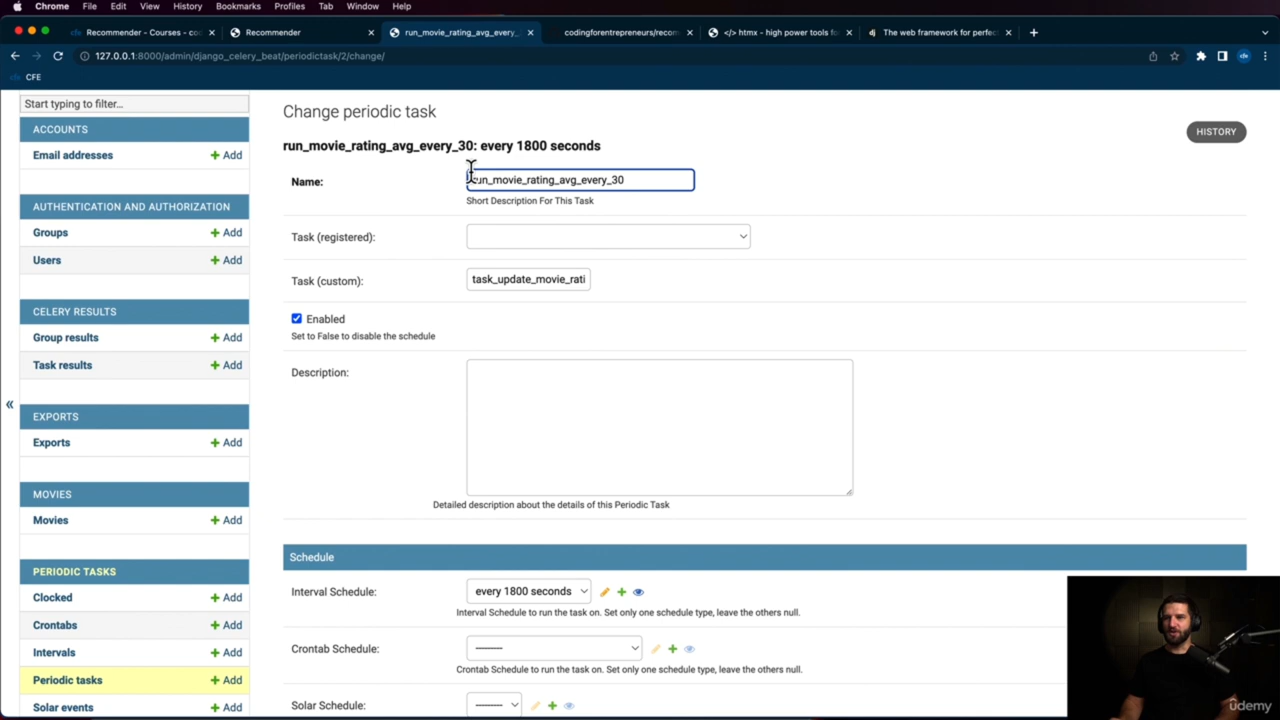 Chrome File Edit View History Bookmarks Profiles Tab Window Help
Recommender - Courses - co
Recommender
run_movie_rating_avg_every_
codingforentrepreneurs/recom
</> htmx - high power tools fo
dj The web framework for perfec
127.0.0.1:8000/admin/django_celery_beat/periodictask/2/change/
cfe CFE
Start typing to filter...
ACCOUNTS
Email addresses + Add
AUTHENTICATION AND AUTHORIZATION
Groups + Add
Users + Add
CELERY RESULTS
Group results + Add
Task results + Add
EXPORTS
Exports + Add
MOVIES
Movies + Add
PERIODIC TASKS
Clocked + Add
Crontabs + Add
Intervals + Add
Periodic tasks + Add
Solar events + Add
«
Change periodic task
HISTORY
run_movie_rating_avg_every_30: every 1800 seconds
Name: run_movie_rating_avg_every_30
Short Description For This Task
Task (registered):
Task (custom): task_update_movie_rati
Enabled
Set to False to disable the schedule
Description:
Detailed description about the details of this Periodic Task
Schedule
Interval Schedule: every 1800 seconds
Interval Schedule to run the task on. Set only one schedule type, leave the others null.
Crontab Schedule: ---------
Crontab Schedule to run the task on. Set only one schedule type, leave the others null.
Solar Schedule: ---------
udemy